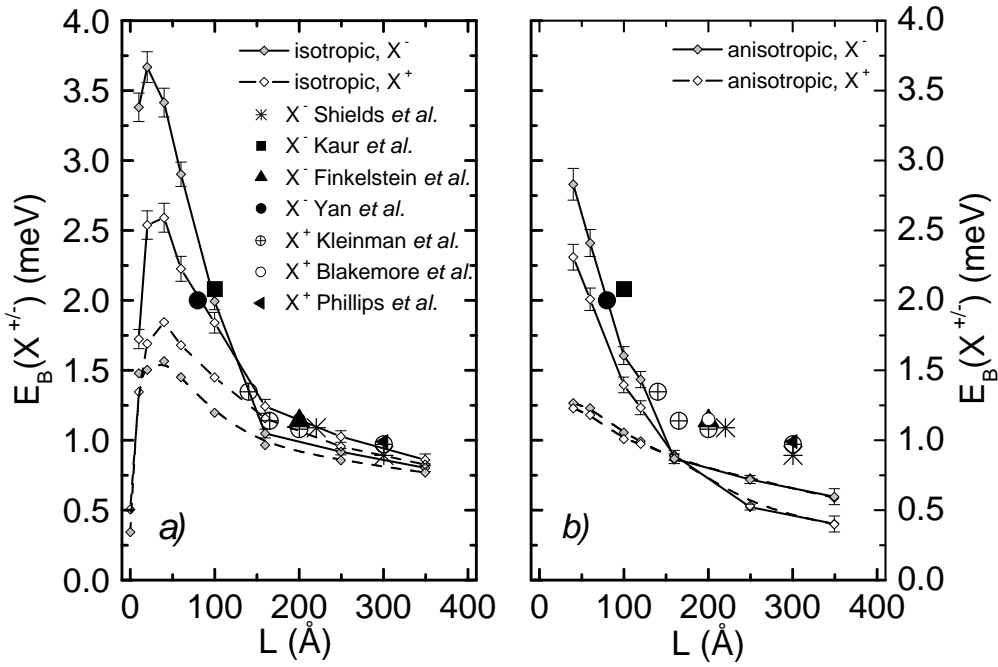 4.0
3.5
3.0
2.5
2.0
1.5
1.0
0.5
0.0
E_B(X^{+/-}) (meV)
isotropic, X^-
isotropic, X^+
X^- Shields et al.
X^- Kaur et al.
X^- Finkelstein et al.
X^- Yan et al.
X^+ Kleinman et al.
X^+ Blakemore et al.
X^+ Phillips et al.
a)
0 100 200 300 400
L (Å)
anisotropic, X^-
anisotropic, X^+
b)
0 100 200 300 400
L (Å)
4.0
3.5
3.0
2.5
2.0
1.5
1.0
0.5
0.0
E_B(X^{+/-}) (meV)